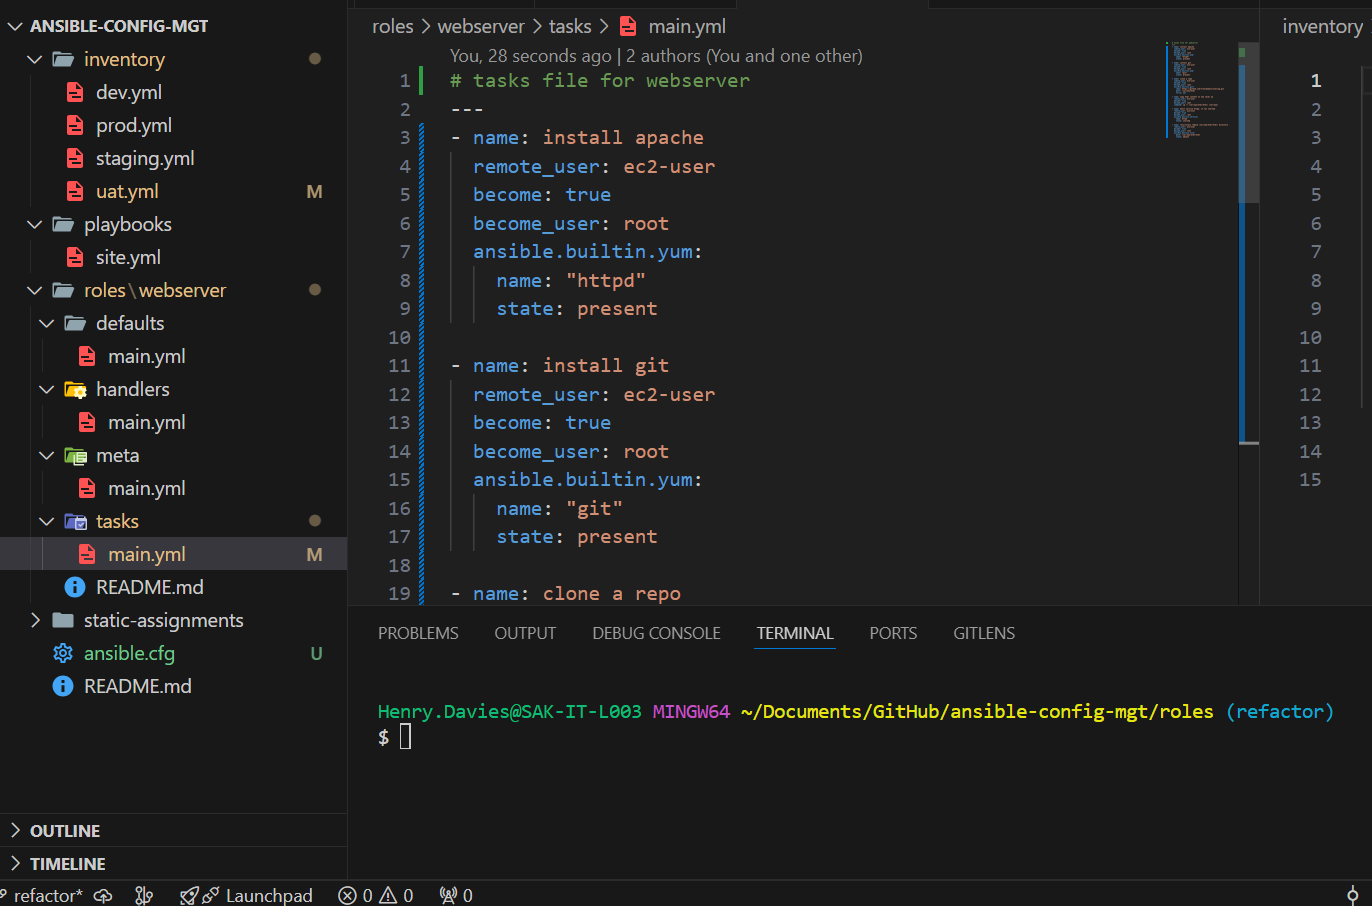 ANSIBLE-CONFIG-MGT
inventory
dev.yml
prod.yml
staging.yml
uat.yml M
playbooks
site.yml
roles\webserver
defaults
main.yml
handlers
main.yml
meta
main.yml
tasks
main.yml M
README.md
static-assignments
ansible.cfg U
README.md
OUTLINE
TIMELINE
roles > webserver > tasks > main.yml
You, 28 seconds ago | 2 authors (You and one other)
1 # tasks file for webserver
2 ---
3 - name: install apache
4 remote_user: ec2-user
5 become: true
6 become_user: root
7 ansible.builtin.yum:
8 name: "httpd"
9 state: present
10
11 - name: install git
12 remote_user: ec2-user
13 become: true
14 become_user: root
15 ansible.builtin.yum:
16 name: "git"
17 state: present
18
19 - name: clone a repo
inventory
1
2
3
4
5
6
7
8
9
10
11
12
13
14
15
PROBLEMS OUTPUT DEBUG CONSOLE TERMINAL PORTS GITLENS
Henry.Davies@SAK-IT-L003 MINGW64 ~/Documents/GitHub/ansible-config-mgt/roles (refactor)
$
refactor* Launchpad 0 0 0